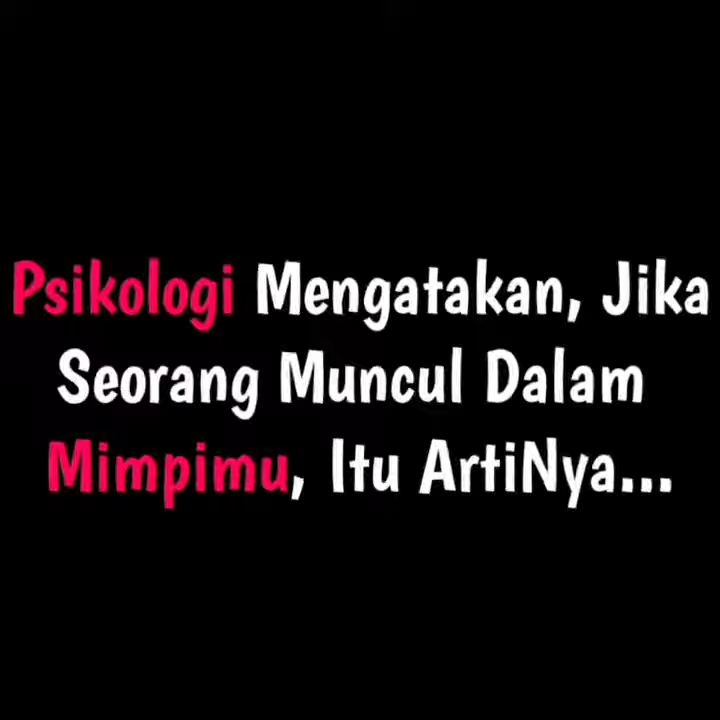 Psikologi Mengatakan, Jika
Seorang Muncul Dalam
Mimpimu, Itu ArtiNya...